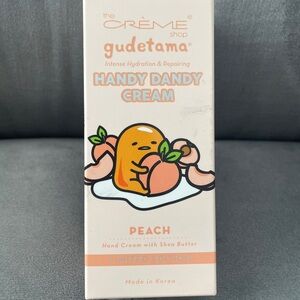 the
CRÈME
shop
gudetama®
Intense Hydration & Repairing
HANDY DANDY
CREAM
PEACH
Hand Cream with Shea Butter
Made in Korea